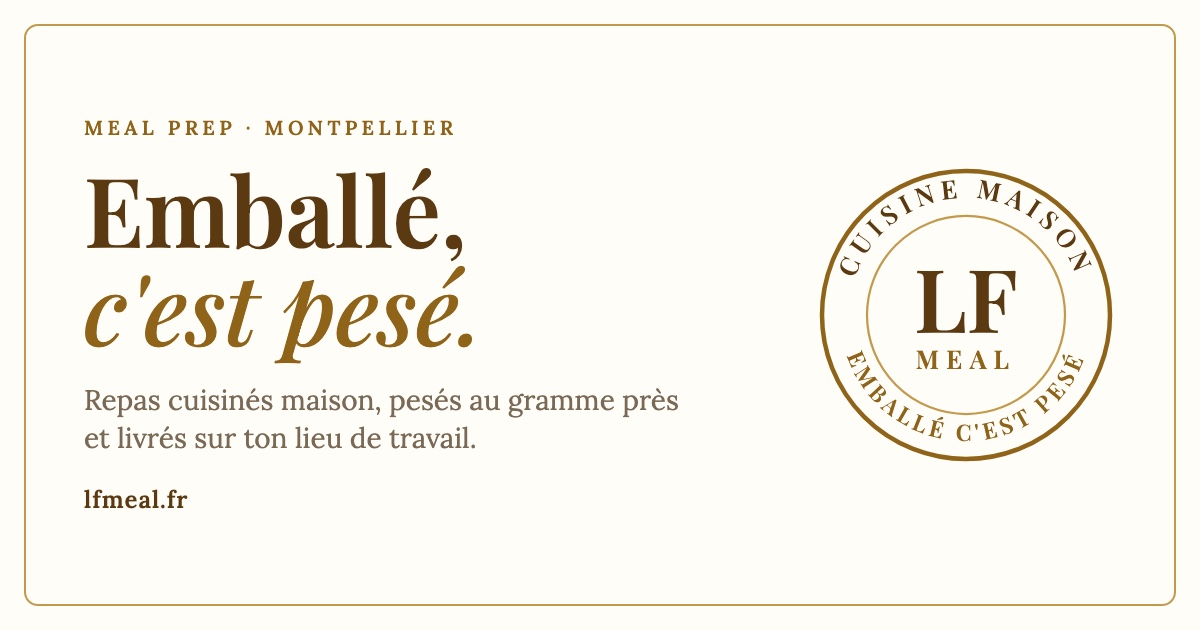 MEAL PREP · MONTPELLIER
Emballé,
c'est pesé.
Repas cuisinés maison, pesés au gramme près
et livrés sur ton lieu de travail.
lfmeal.fr
CUISINE MAISON
LF
MEAL
EMBALLÉ C'EST PESÉ